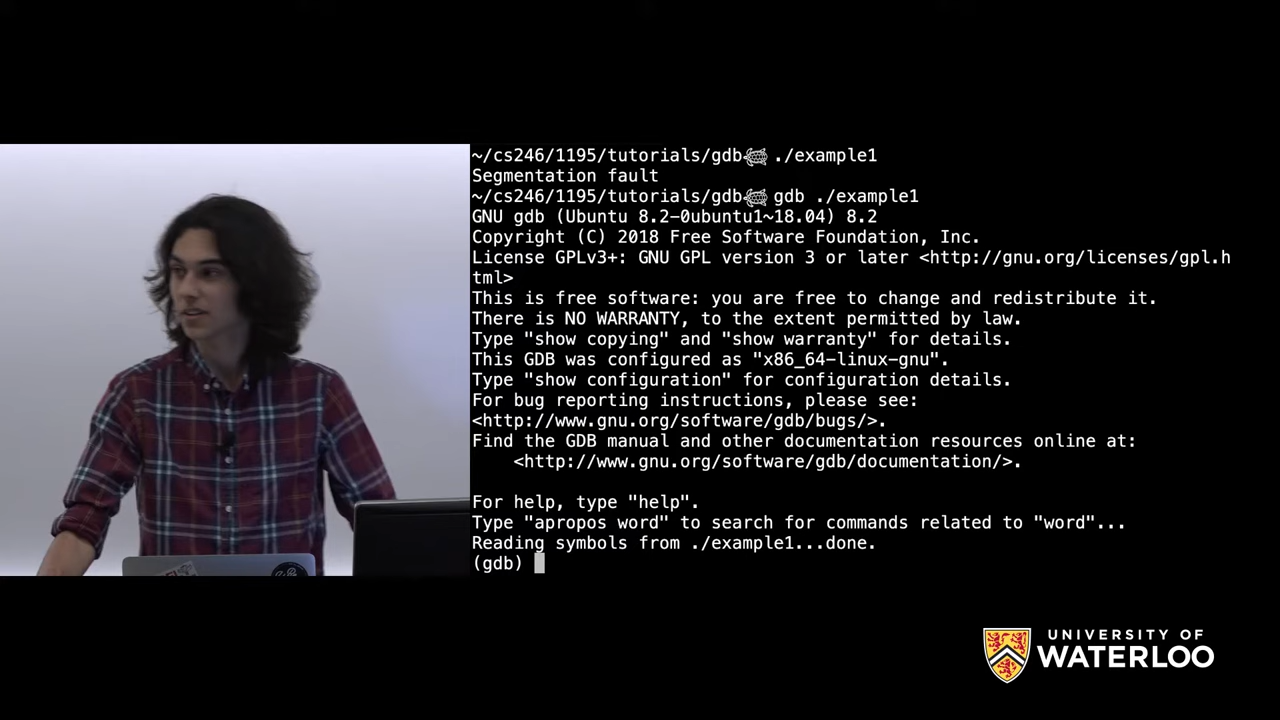 ~/cs246/1195/tutorials/gdb🐢 ./example1
Segmentation fault
~/cs246/1195/tutorials/gdb🐢 gdb ./example1
GNU gdb (Ubuntu 8.2-0ubuntu1~18.04) 8.2
Copyright (C) 2018 Free Software Foundation, Inc.
License GPLv3+: GNU GPL version 3 or later <http://gnu.org/licenses/gpl.h
tml>
This is free software: you are free to change and redistribute it.
There is NO WARRANTY, to the extent permitted by law.
Type "show copying" and "show warranty" for details.
This GDB was configured as "x86_64-linux-gnu".
Type "show configuration" for configuration details.
For bug reporting instructions, please see:
<http://www.gnu.org/software/gdb/bugs/>.
Find the GDB manual and other documentation resources online at:
<http://www.gnu.org/software/gdb/documentation/>.
For help, type "help".
Type "apropos word" to search for commands related to "word"...
Reading symbols from ./example1...done.
(gdb)
UNIVERSITY OF
WATERLOO